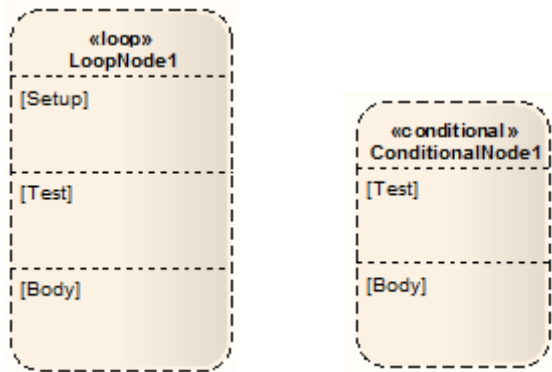 «loop»
LoopNode1
[Setup]
[Test]
[Body]
«conditional»
ConditionalNode1
[Test]
[Body]